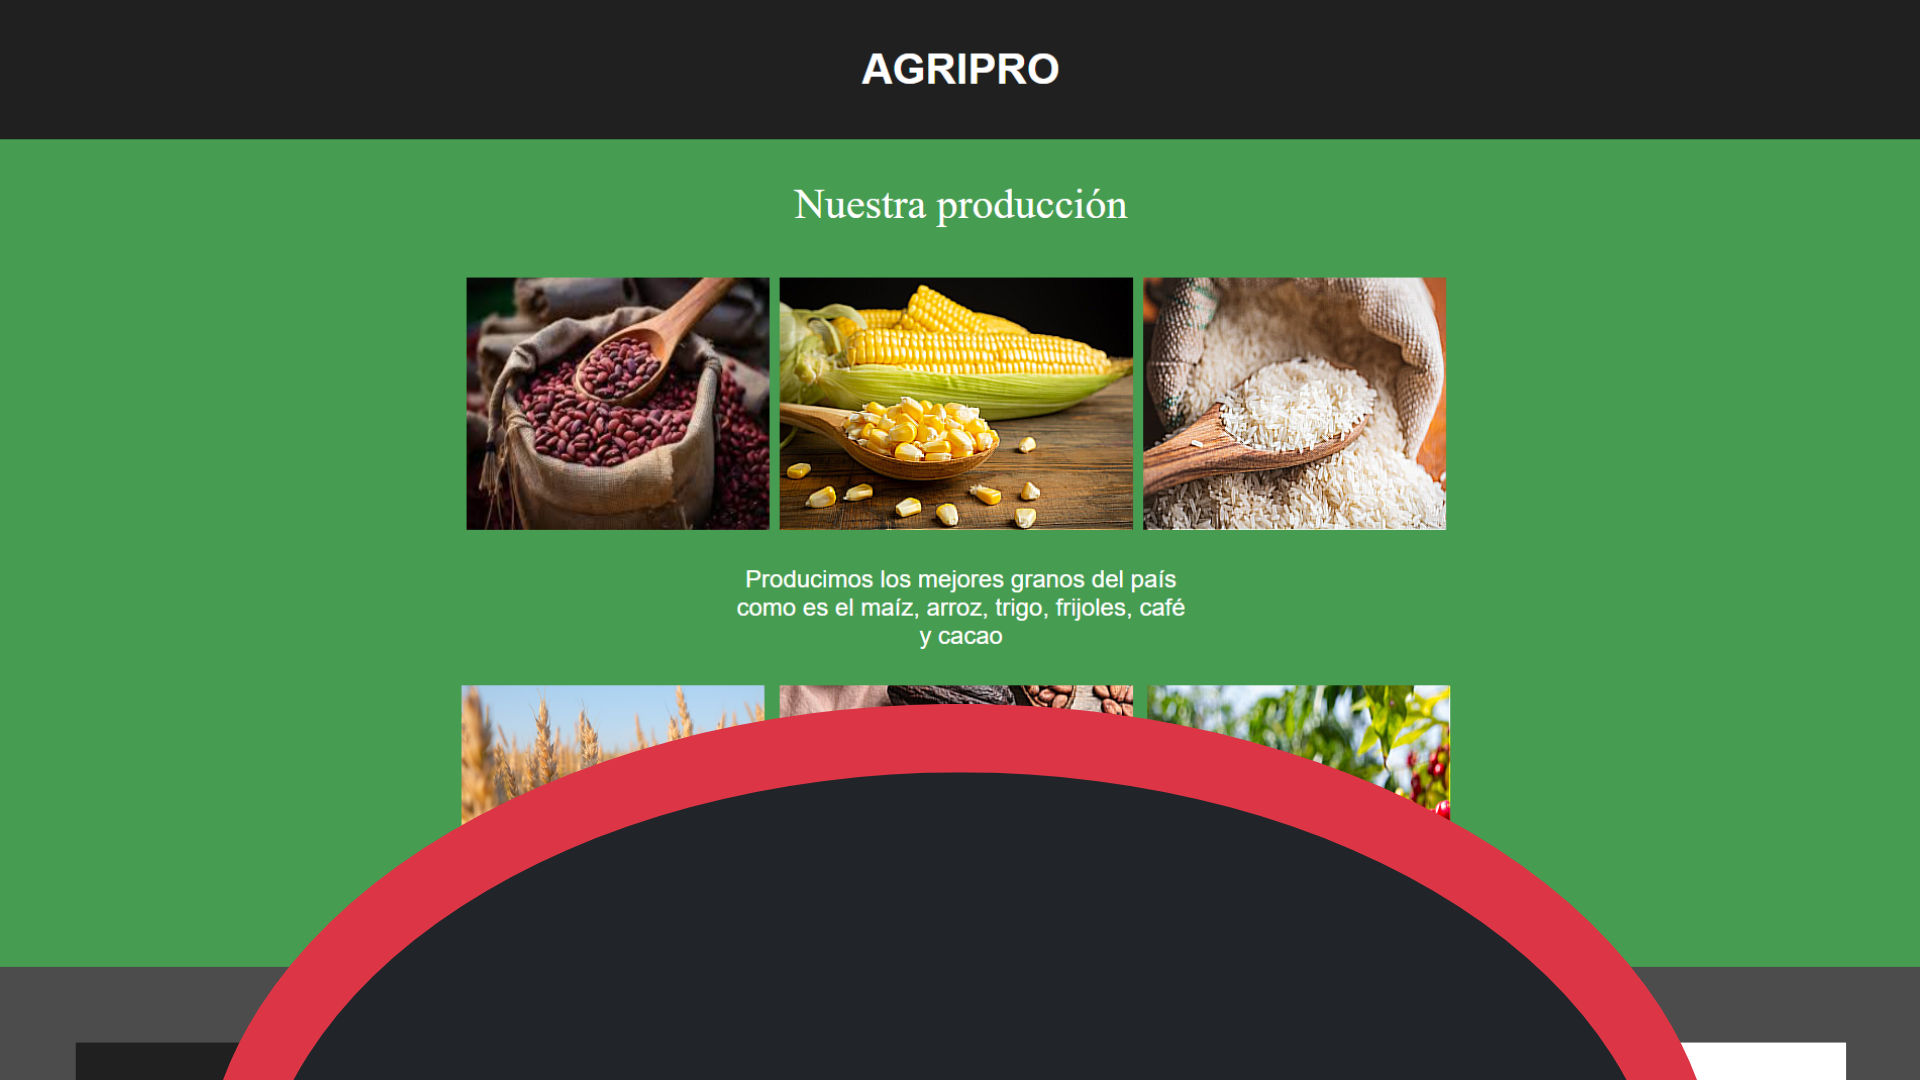 AGRIPRO
Nuestra producción
Producimos los mejores granos del país
como es el maíz, arroz, trigo, frijoles, café
y cacao